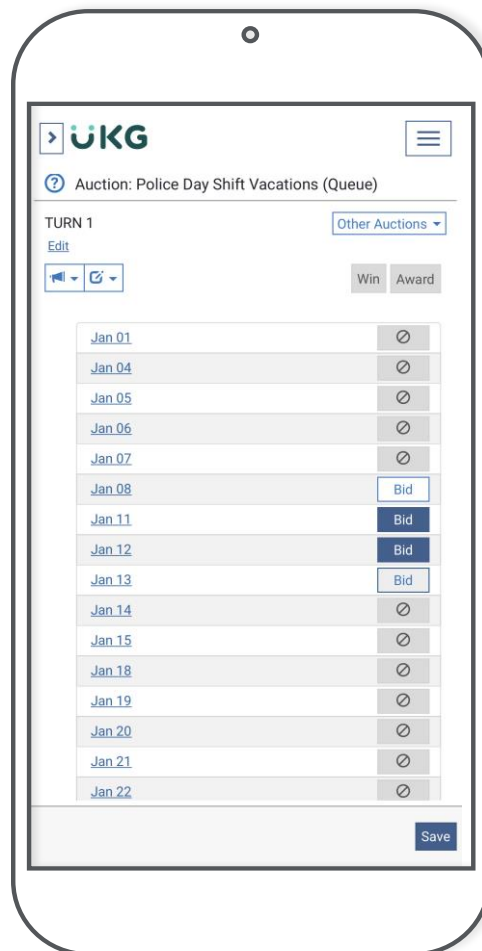 UKG
Auction: Police Day Shift Vacations (Queue)
TURN 1 Other Auctions
Edit
Win Award
Jan 01
Jan 04
Jan 05
Jan 06
Jan 07
Jan 08 Bid
Jan 11 Bid
Jan 12 Bid
Jan 13 Bid
Jan 14
Jan 15
Jan 18
Jan 19
Jan 20
Jan 21
Jan 22
Save